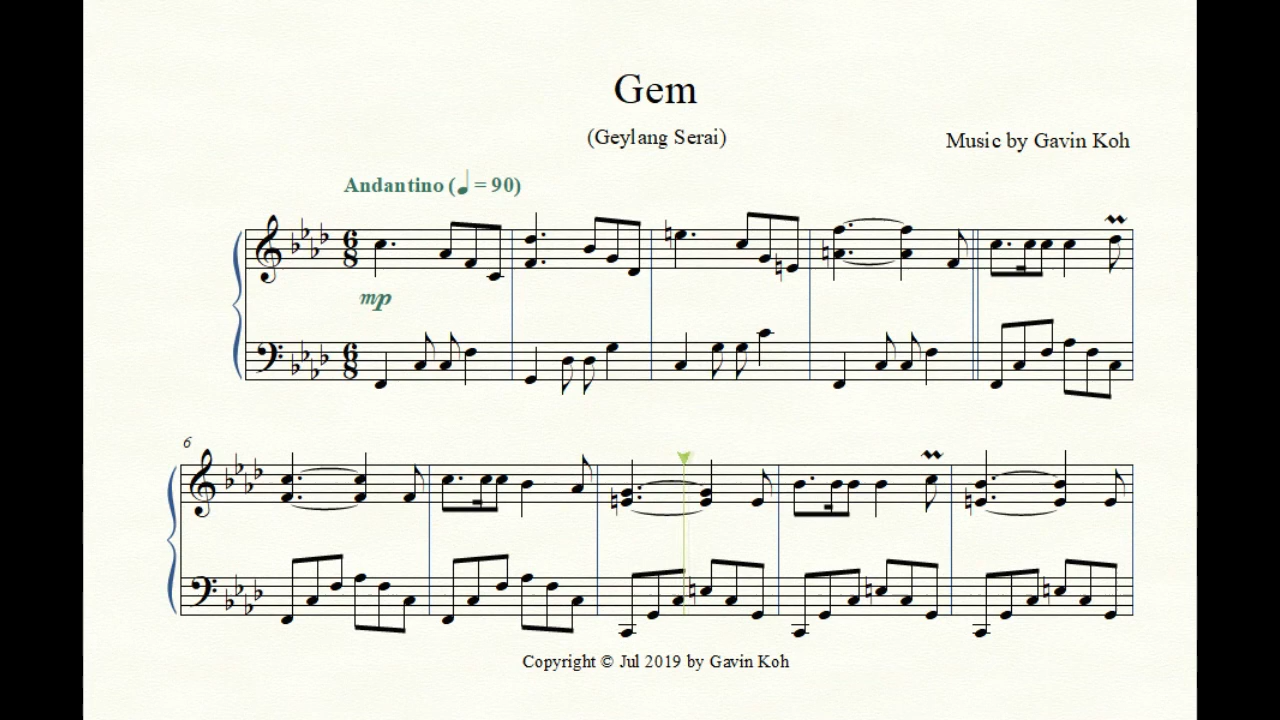 Gem
(Geylang Serai)
Music by Gavin Koh
Andantino (♩ = 90)
6
8
mp
6
8
6
Copyright © Jul 2019 by Gavin Koh